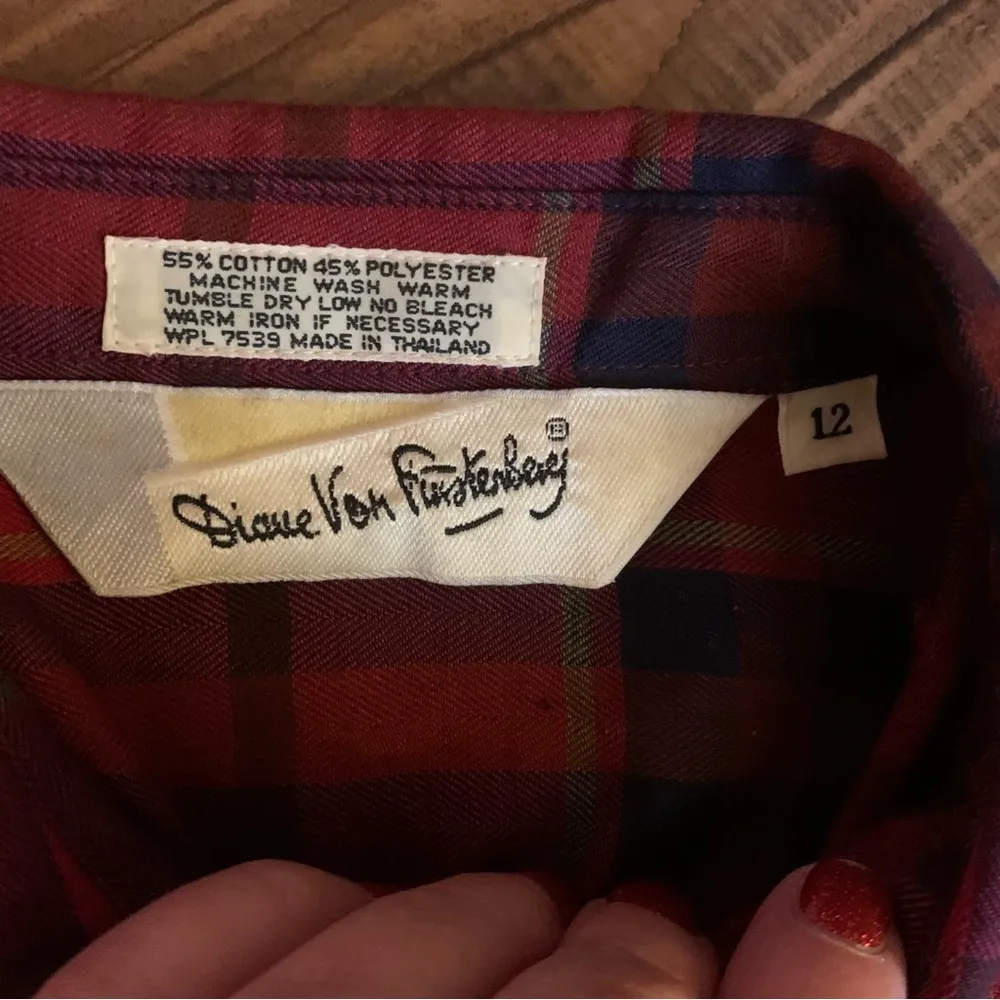 55% COTTON 45% POLYESTER
MACHINE WASH WARM
TUMBLE DRY LOW NO BLEACH
WARM IRON IF NECESSARY
WPL 7539 MADE IN THAILAND
Diane Von Fürstenberg
12